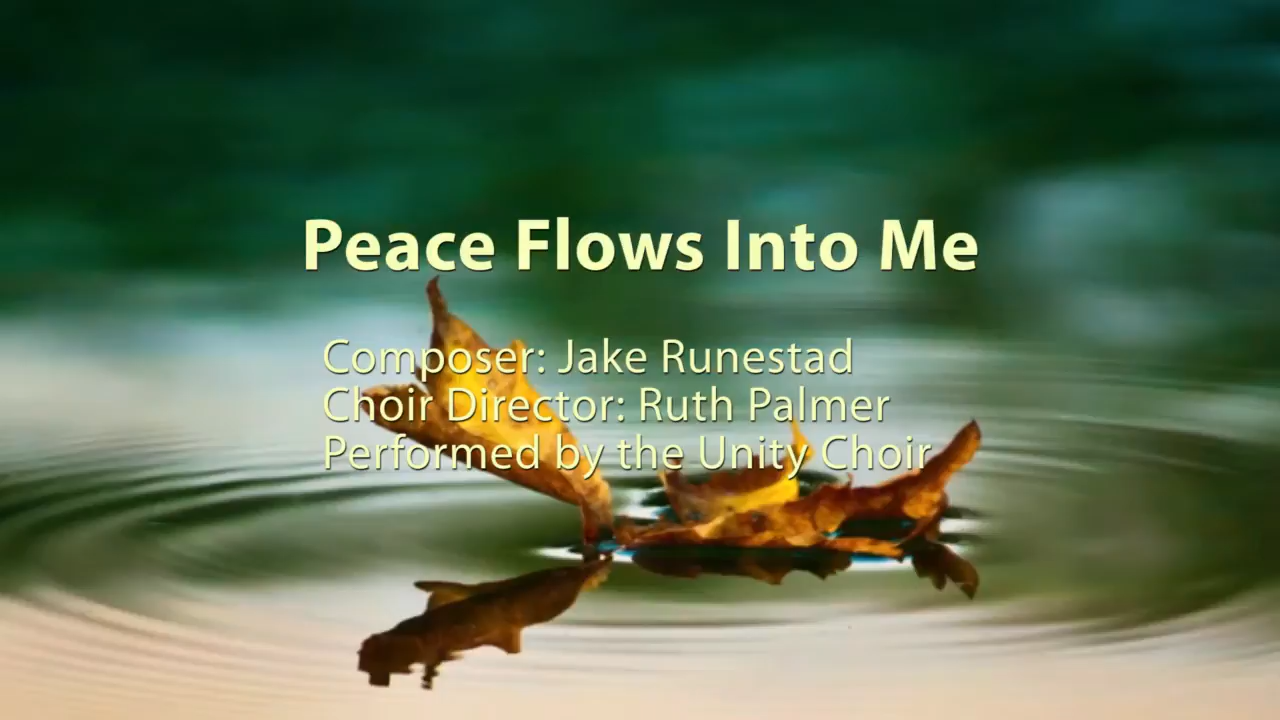 Peace Flows Into Me
Composer: Jake Runestad
Choir Director: Ruth Palmer
Performed by the Unity Choir